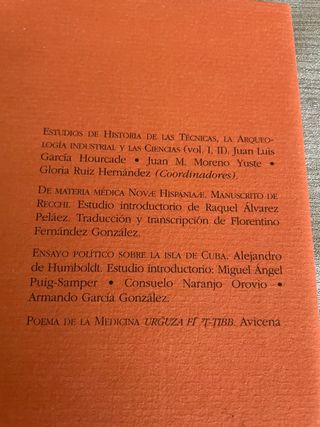 ESTUDIOS DE HISTORIA DE LAS TÉCNICAS, LA ARQUEO-
LOGÍA INDUSTRIAL Y LAS CIENCIAS (vol. I, II). Juan Luis
García Hourcade • Juan M. Moreno Yuste •
Gloria Ruiz Hernández (Coordinadores).
DE MATERIA MÉDICA NOVÆ HISPANIAÆ. MANUSCRITO DE
RECCHI. Estudio introductorio de Raquel Álvarez
Peláez. Traducción y transcripción de Florentino
Fernández González.
ENSAYO POLÍTICO SOBRE LA ISLA DE CUBA. Alejandro
de Humboldt. Estudio introductorio: Miguel Ángel
Puig-Samper • Consuelo Naranjo Orovio •
Armando García González.
POEMA DE LA MEDICINA URGUZA FĪ 'T-TIBB. Avicena